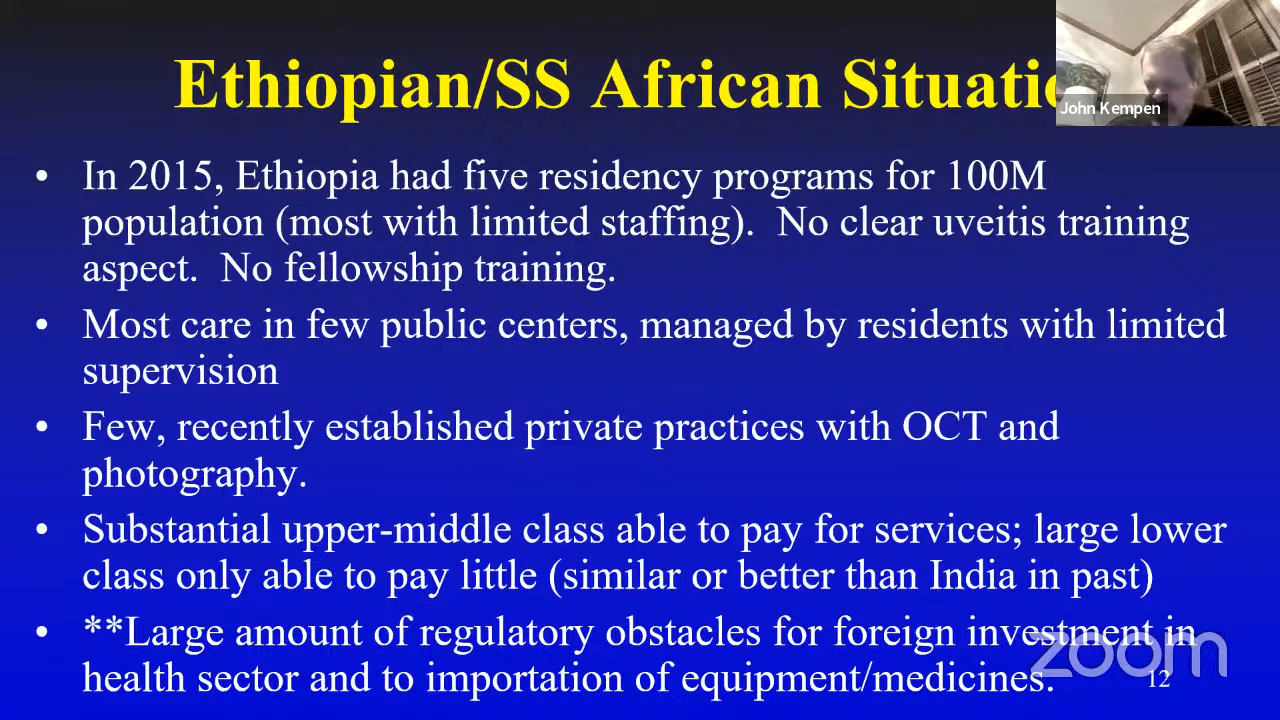 Ethiopian/SS African Situatio
John Kempen
• In 2015, Ethiopia had five residency programs for 100M
population (most with limited staffing).  No clear uveitis training
aspect.  No fellowship training.
• Most care in few public centers, managed by residents with limited
supervision
• Few, recently established private practices with OCT and
photography.
• Substantial upper-middle class able to pay for services; large lower
class only able to pay little (similar or better than India in past)
• **Large amount of regulatory obstacles for foreign investment in
health sector and to importation of equipment/medicines.
zoom
12